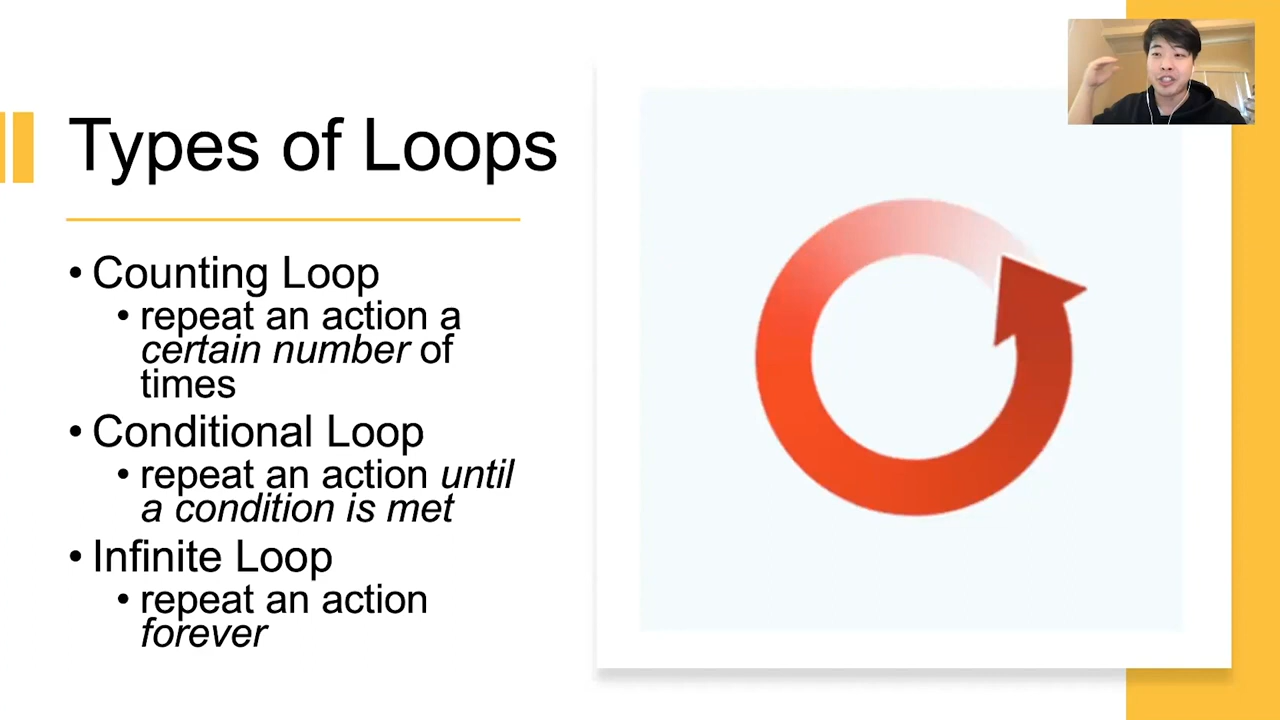 Types of Loops
• Counting Loop
• repeat an action a
certain number of
times
• Conditional Loop
• repeat an action until
a condition is met
• Infinite Loop
• repeat an action
forever